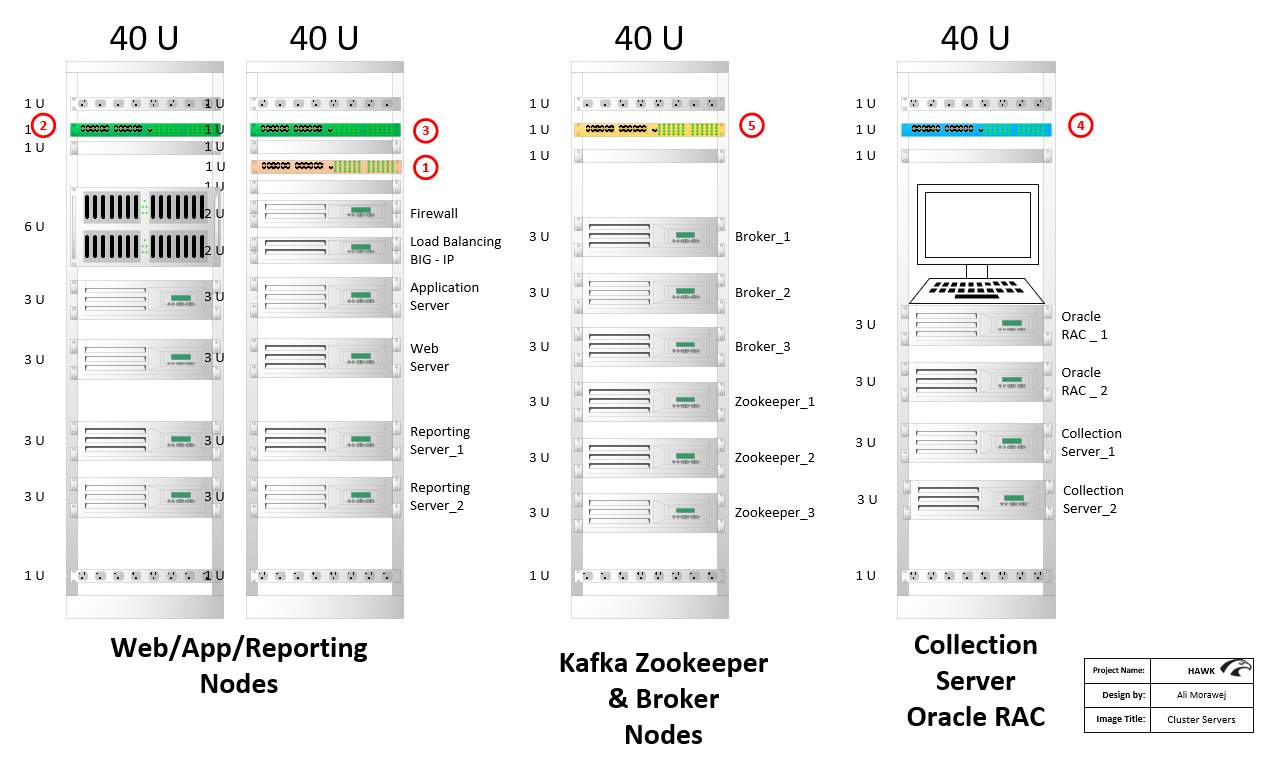 40 U
40 U
40 U
40 U
1 U
1 U
1 U
1 U
2
1
1 U
3
1 U
5
1 U
4
1 U
1 U
1 U
1 U
1 U
1
1 U
6 U
2 U
Firewall
2 U
Load Balancing
BIG - IP
3 U
3 U
Application
Server
3 U
3 U
Web
Server
3 U
3 U
Reporting
Server_1
3 U
3 U
Reporting
Server_2
1 U
1 U
3 U
Broker_1
3 U
Broker_2
3 U
Broker_3
3 U
Zookeeper_1
3 U
Zookeeper_2
3 U
Zookeeper_3
1 U
3 U
Oracle
RAC _ 1
3 U
Oracle
RAC _ 2
3 U
Collection
Server_1
3 U
Collection
Server_2
1 U
Web/App/Reporting
Nodes
Kafka Zookeeper
& Broker
Nodes
Collection
Server
Oracle RAC
Project Name: HAWK
Design by: Ali Morawej
Image Title: Cluster Servers